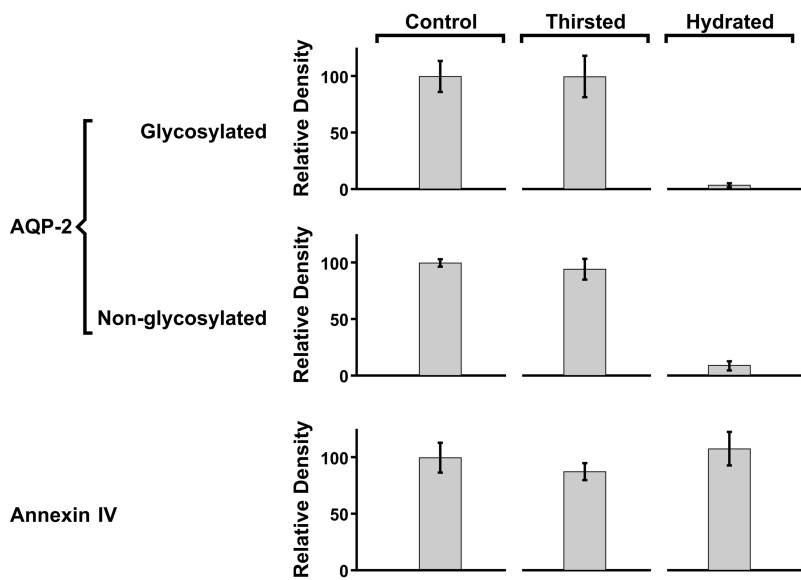 Control Thirsted Hydrated
Relative Density
100
50
0
Glycosylated
AQP-2
Relative Density
100
50
0
Non-glycosylated
Relative Density
100
50
0
Annexin IV